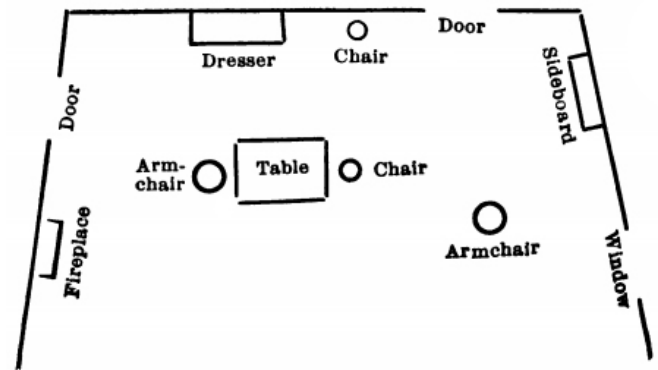 Door
Dresser
Chair
Sideboard
Door
Arm-
chair
Table
Chair
Armchair
Fireplace
Window